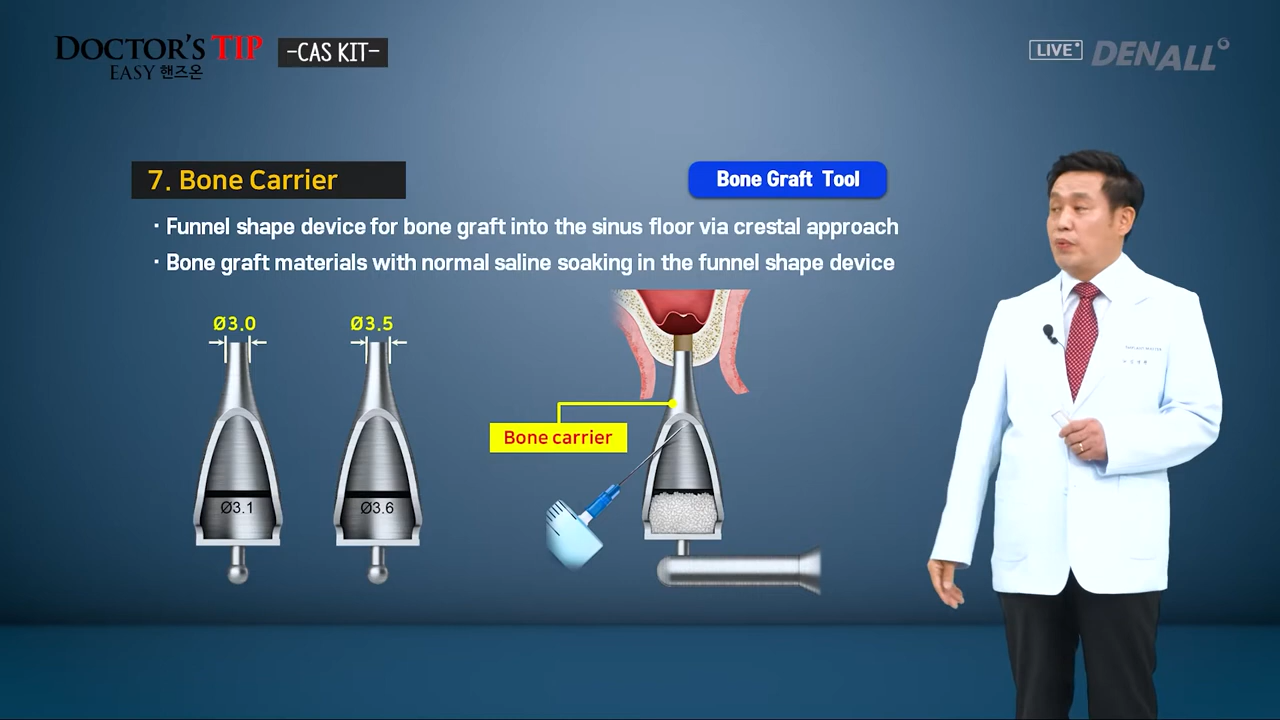 DOCTOR'S TIP
EASY 핸즈온
-CAS KIT-
LIVE
DENALL
7. Bone Carrier
Bone Graft Tool
· Funnel shape device for bone graft into the sinus floor via crestal approach
· Bone graft materials with normal saline soaking in the funnel shape device
Ø3.0
Ø3.5
Bone carrier
Ø3.1
Ø3.6